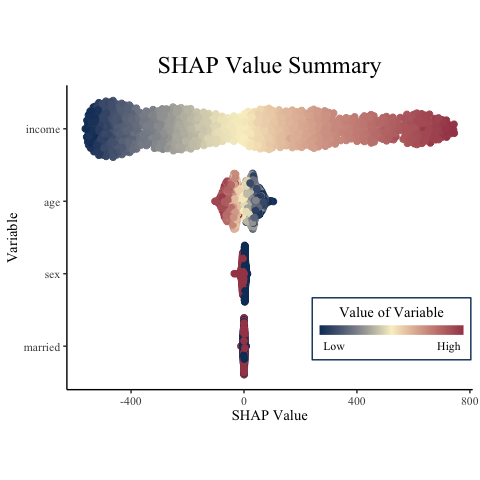 SHAP Value Summary
Variable
income
age
sex
married
Value of Variable
Low High
-400 0 400 800
SHAP Value